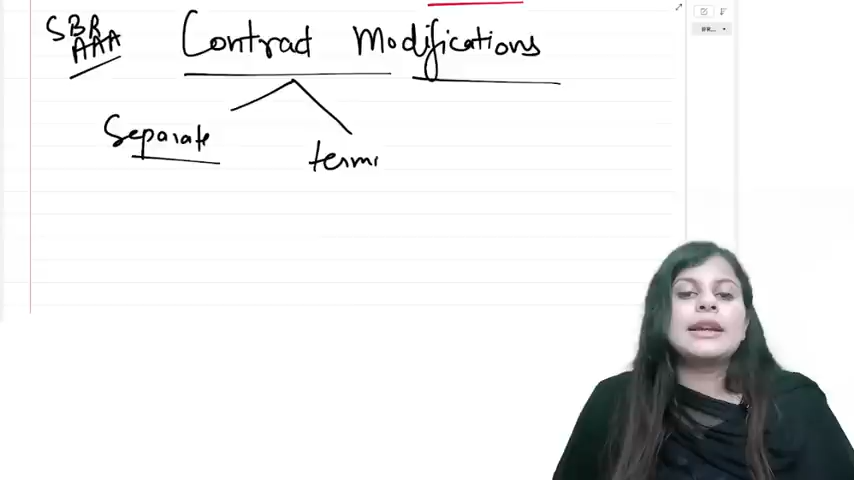 SBR
AAA
Contract Modifications
Separate
termi